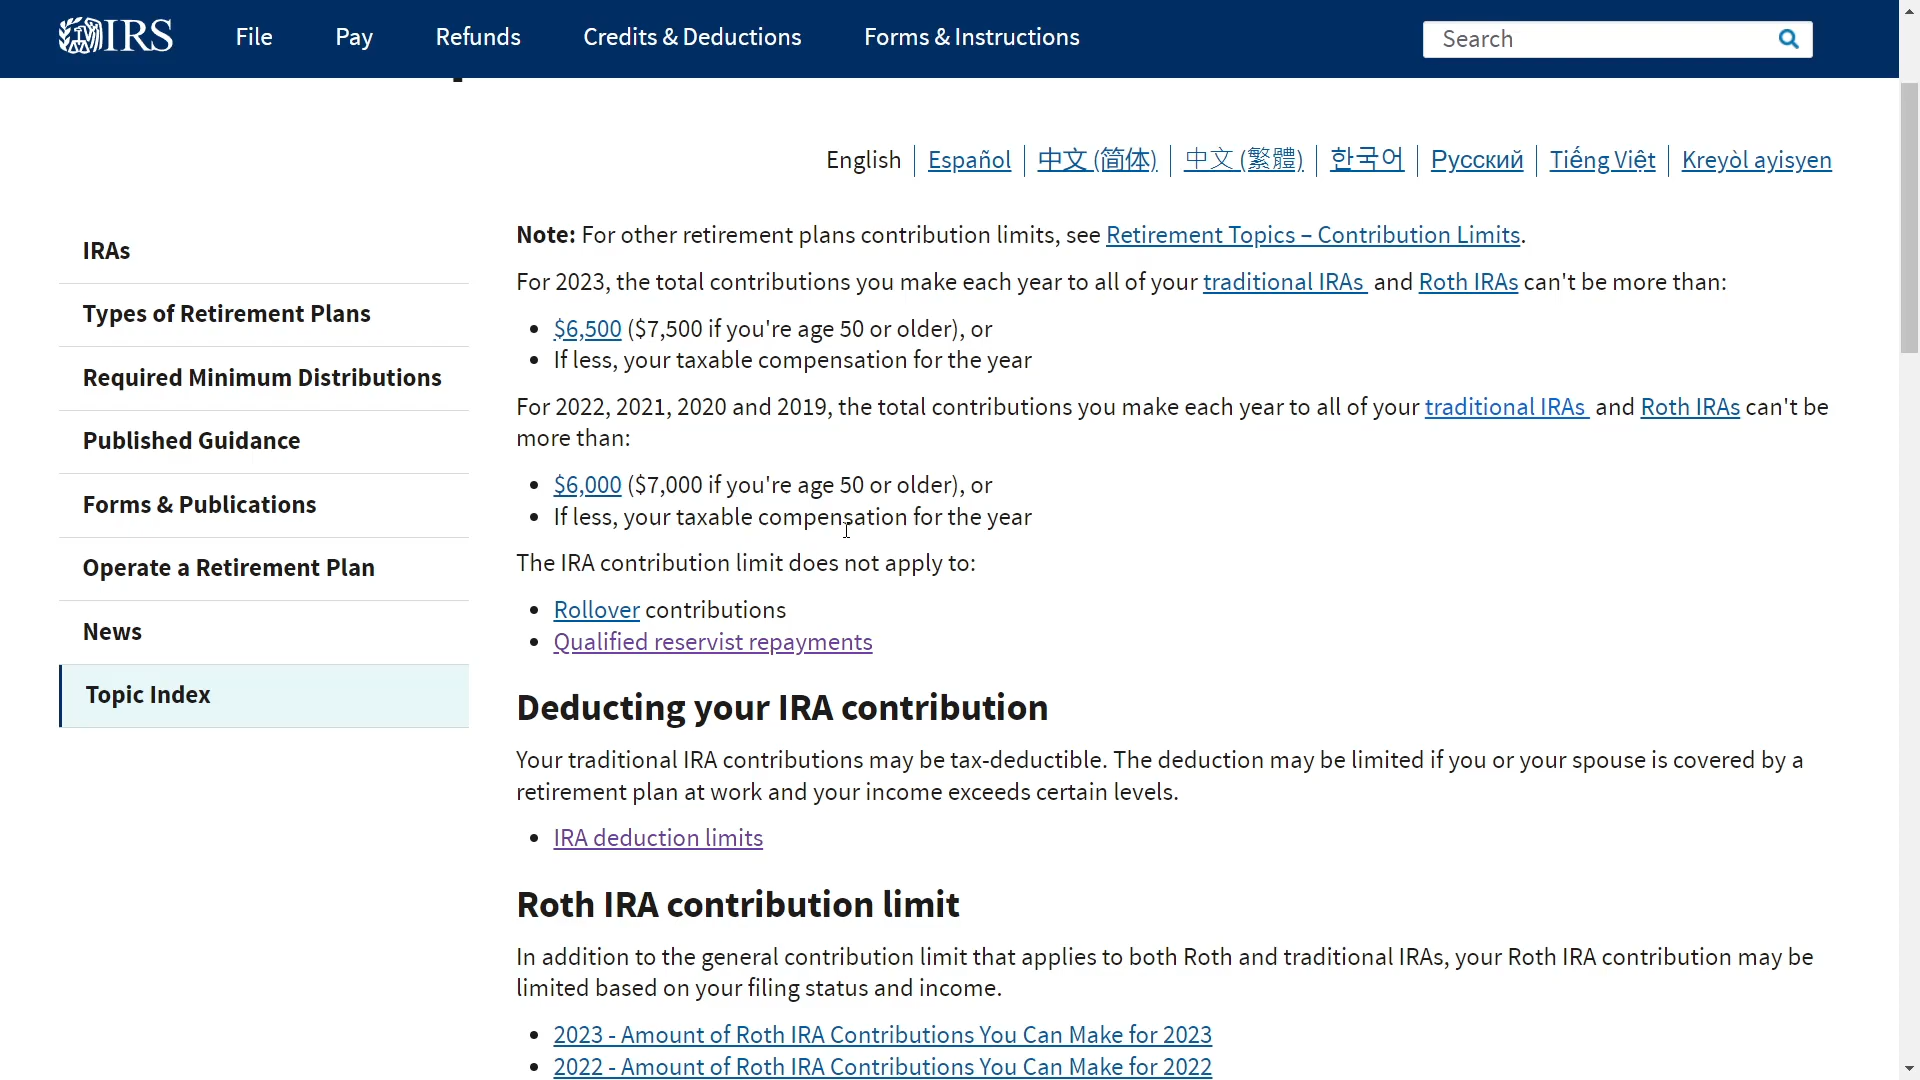 IRS File Pay Refunds Credits & Deductions Forms & Instructions Search
English Español 中文 (简体) 中文 (繁體) 한국어 Русский Tiếng Việt Kreyòl ayisyen
IRAs
Types of Retirement Plans
Required Minimum Distributions
Published Guidance
Forms & Publications
Operate a Retirement Plan
News
Topic Index
Note: For other retirement plans contribution limits, see Retirement Topics – Contribution Limits.
For 2023, the total contributions you make each year to all of your traditional IRAs and Roth IRAs can't be more than:
• $6,500 ($7,500 if you're age 50 or older), or
• If less, your taxable compensation for the year
For 2022, 2021, 2020 and 2019, the total contributions you make each year to all of your traditional IRAs and Roth IRAs can't be
more than:
• $6,000 ($7,000 if you're age 50 or older), or
• If less, your taxable compensation for the year
The IRA contribution limit does not apply to:
• Rollover contributions
• Qualified reservist repayments
Deducting your IRA contribution
Your traditional IRA contributions may be tax-deductible. The deduction may be limited if you or your spouse is covered by a
retirement plan at work and your income exceeds certain levels.
• IRA deduction limits
Roth IRA contribution limit
In addition to the general contribution limit that applies to both Roth and traditional IRAs, your Roth IRA contribution may be
limited based on your filing status and income.
• 2023 - Amount of Roth IRA Contributions You Can Make for 2023
• 2022 - Amount of Roth IRA Contributions You Can Make for 2022